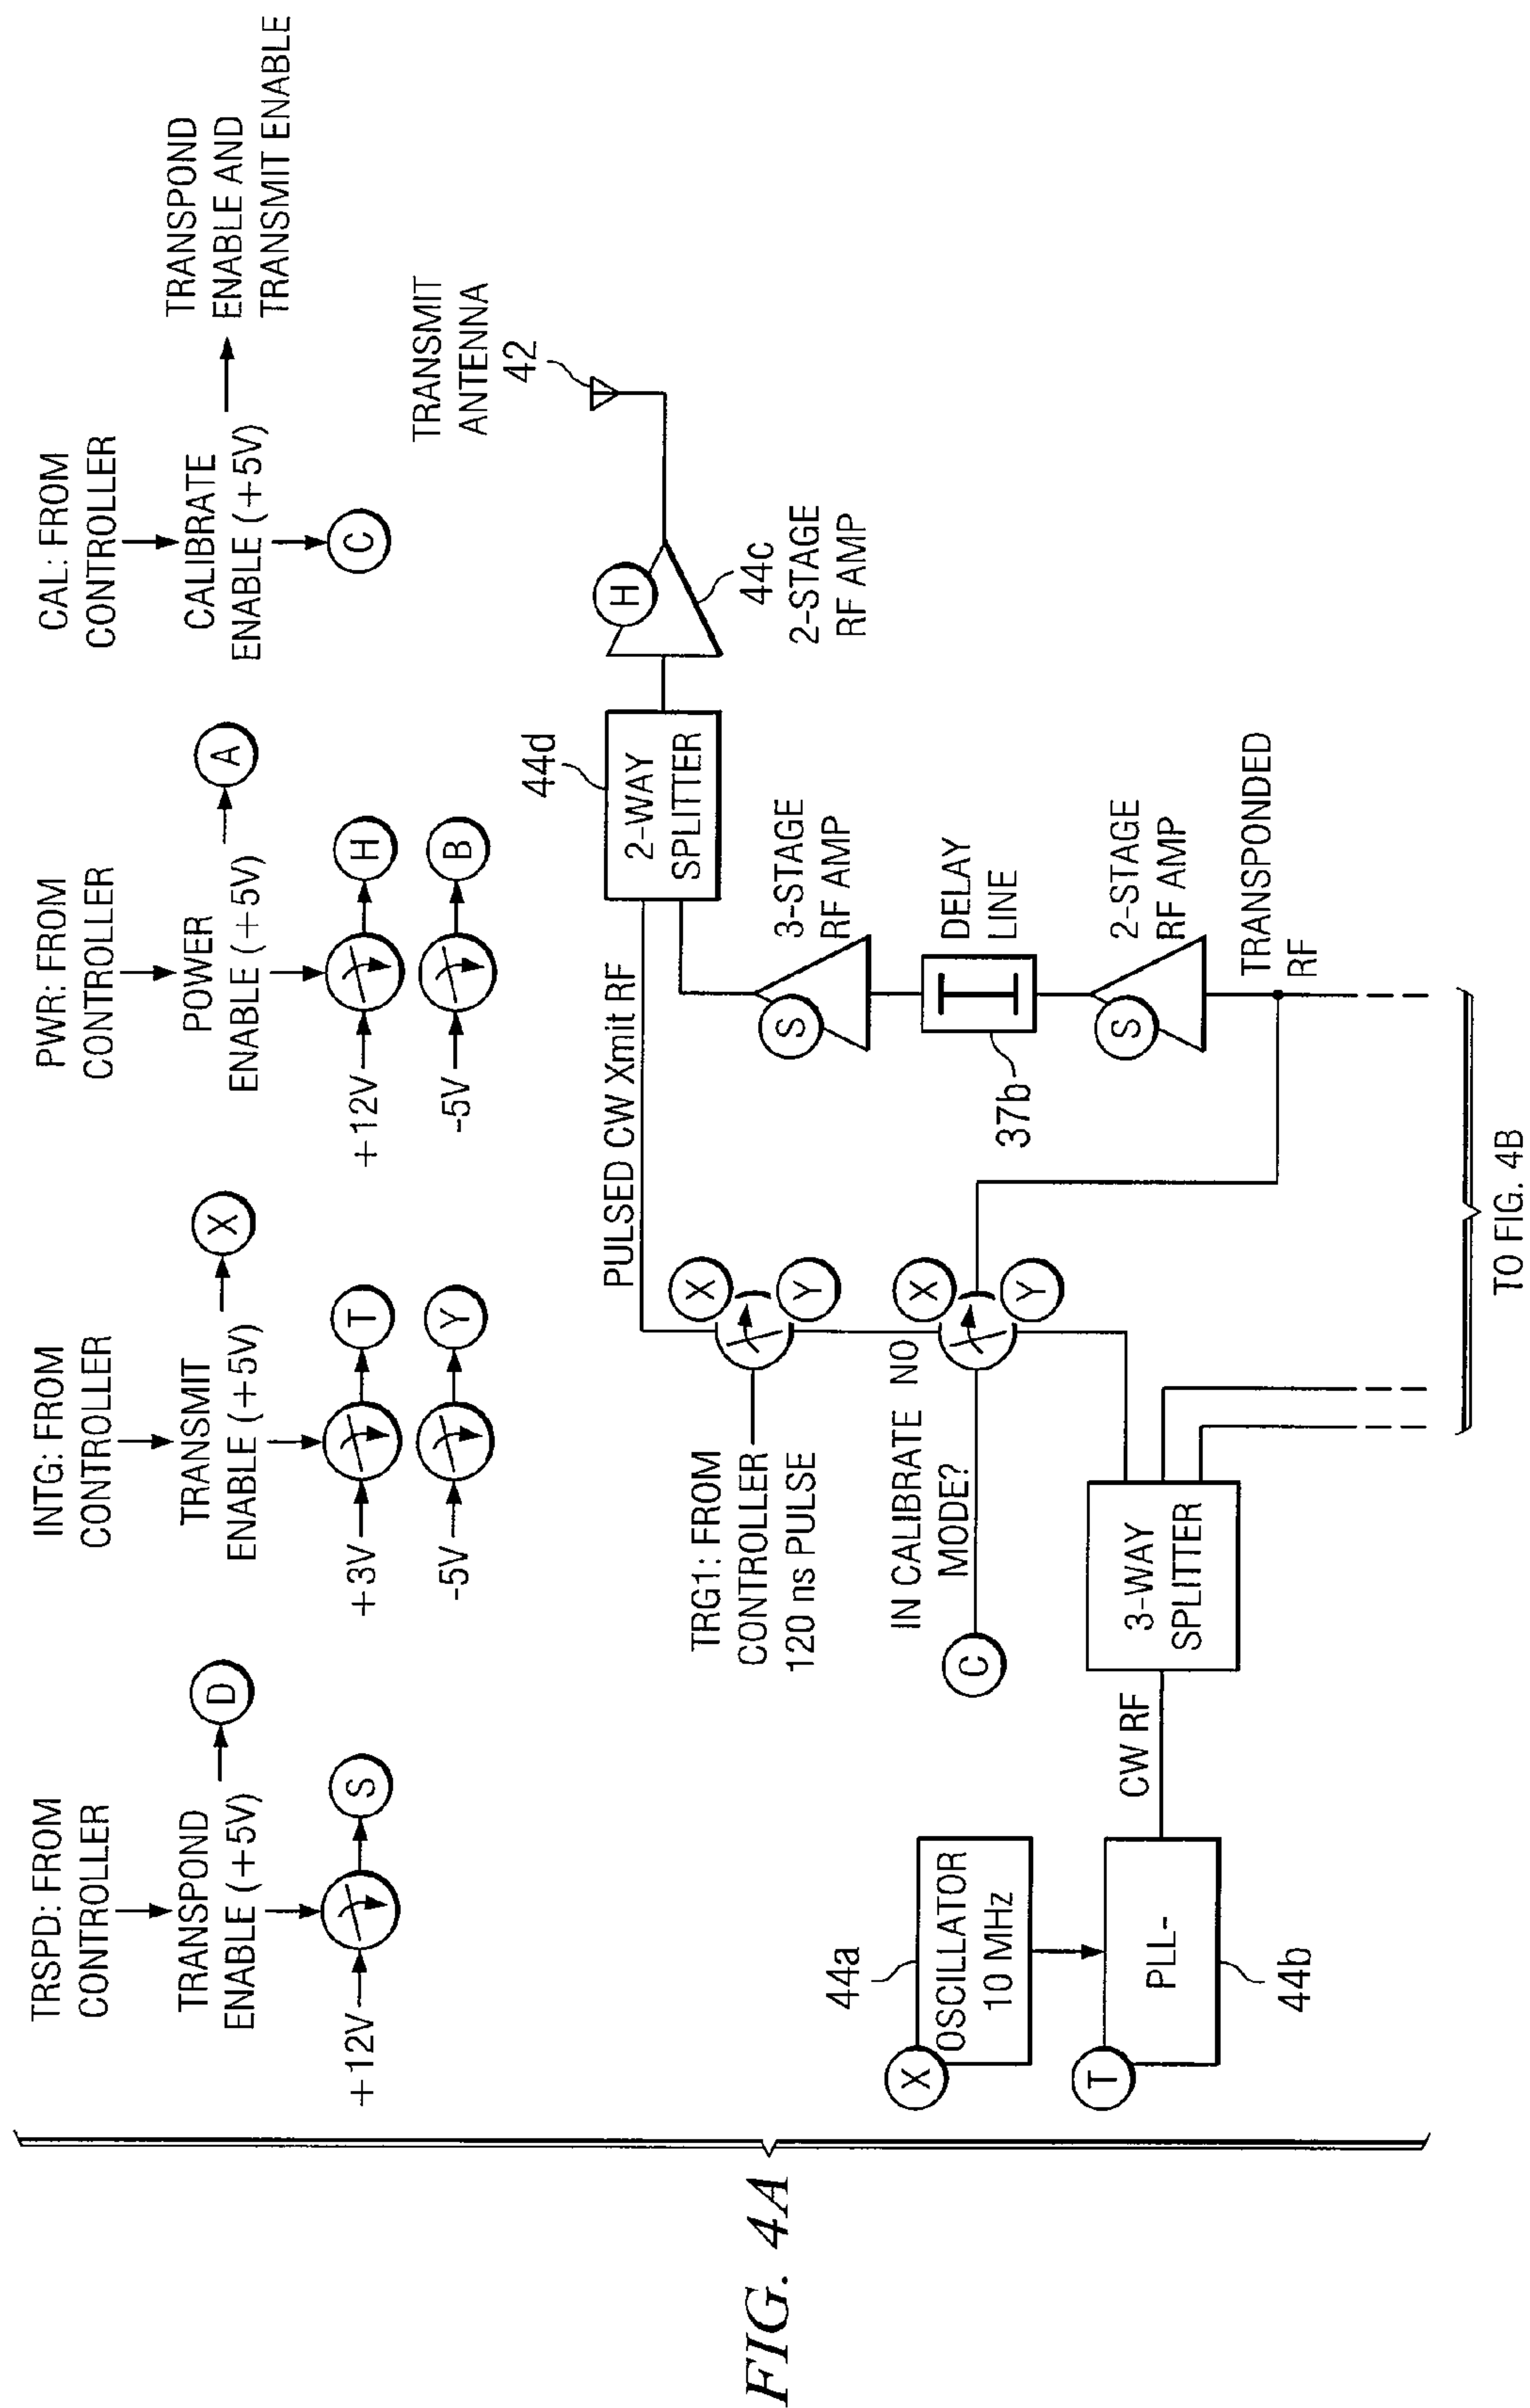 TRSPD: FROM
CONTROLLER
TRANSPOND
ENABLE (+5V)
D
+12V
S
INTG: FROM
CONTROLLER
TRANSMIT
ENABLE (+5V)
X
+3V
T
-5V
Y
PWR: FROM
CONTROLLER
POWER
ENABLE (+5V)
A
+12V
H
-5V
B
CAL: FROM
CONTROLLER
CALIBRATE
ENABLE (+5V)
C
TRANSPOND
ENABLE AND
TRANSMIT ENABLE
TRANSMIT
ANTENNA
42
H
44c
2-STAGE
RF AMP
44d
2-WAY
SPLITTER
PULSED CW Xmit RF
3-STAGE
RF AMP
S
DELAY
LINE
37b
2-STAGE
RF AMP
S
TRANSPONDED
RF
X
Y
TRG1: FROM
CONTROLLER
120 ns PULSE
X
Y
IN CALIBRATE NO
MODE?
C
3-WAY
SPLITTER
CW RF
44a
OSCILLATOR
10 MHz
X
T
PLL-
44b
TO FIG. 4B
FIG. 4A